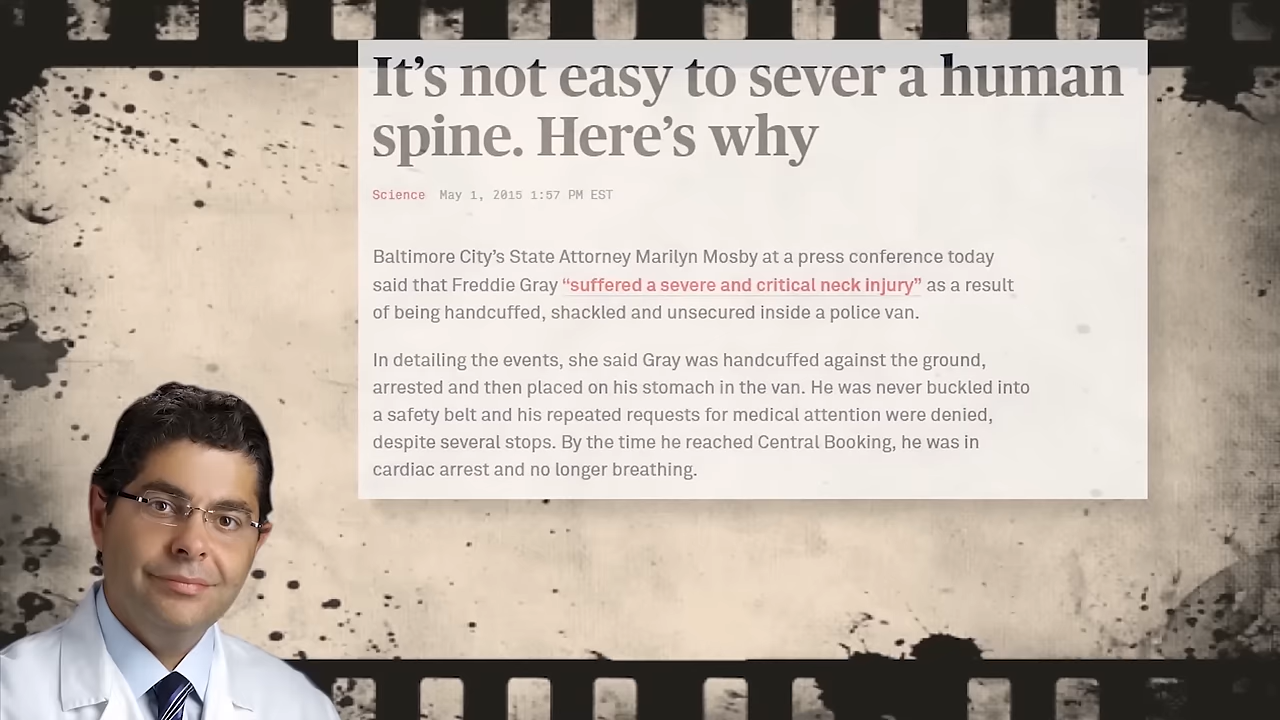 It’s not easy to sever a human
spine. Here’s why
Science May 1, 2015 1:57 PM EST
Baltimore City’s State Attorney Marilyn Mosby at a press conference today
said that Freddie Gray “suffered a severe and critical neck injury” as a result
of being handcuffed, shackled and unsecured inside a police van.
In detailing the events, she said Gray was handcuffed against the ground,
arrested and then placed on his stomach in the van. He was never buckled into
a safety belt and his repeated requests for medical attention were denied,
despite several stops. By the time he reached Central Booking, he was in
cardiac arrest and no longer breathing.